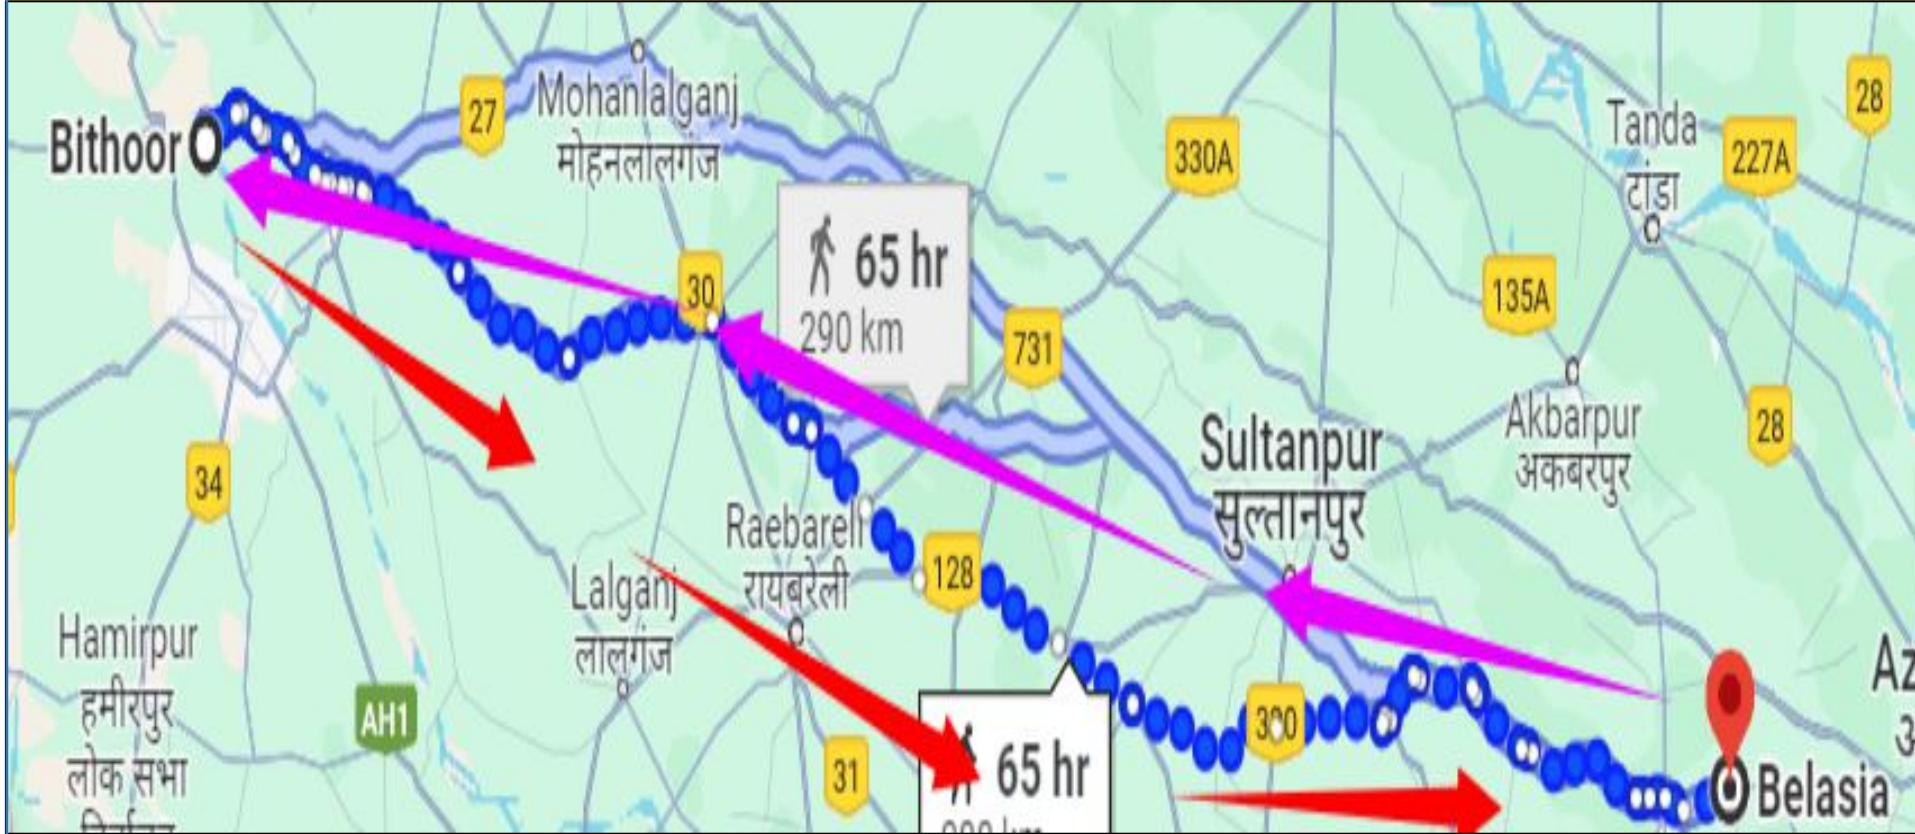 28
27
Mohanlalganj
मोहनलालगंज
Tanda
टांडा
330A
227A
Bithoor
65 hr
290 km
30
135A
731
Akbarpur
अकबरपुर
28
Sultanpur
सुल्तानपुर
34
Raebareli
रायबरेली
128
Lalganj
लालगंज
Hamirpur
हमीरपुर
लोक सभा
AH1
31
65 hr
Az
Belasia